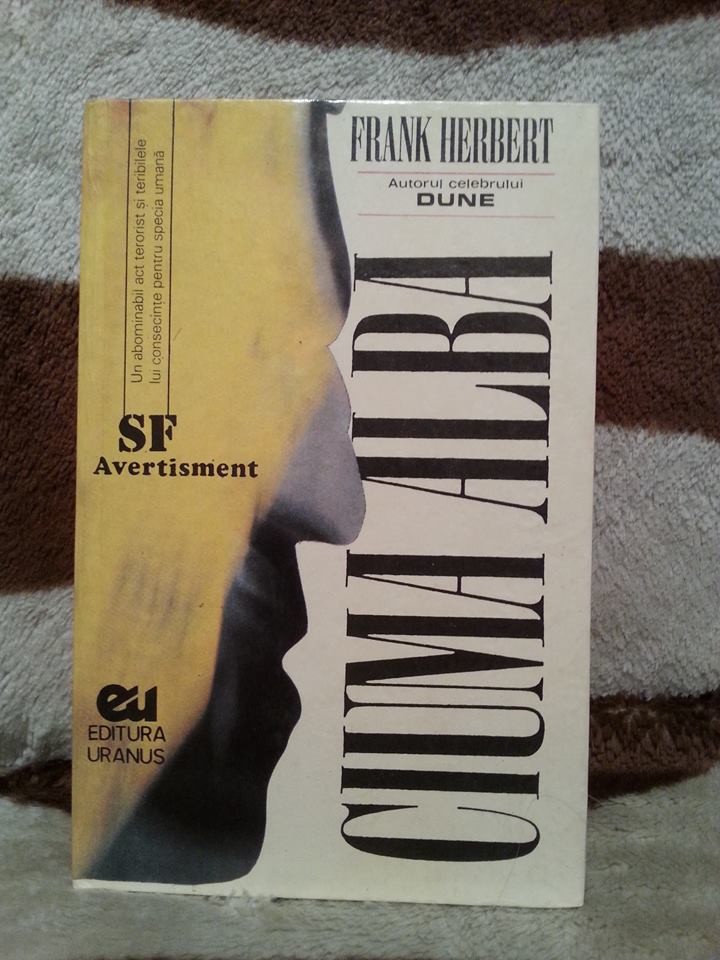 FRANK HERBERT
Autorul celebrului
DUNE
CIUMA ALBA
Un abominabil act terorist și teribilele
lui consecințe pentru specia umană
SF
Avertisment
eu
EDITURA
URANUS